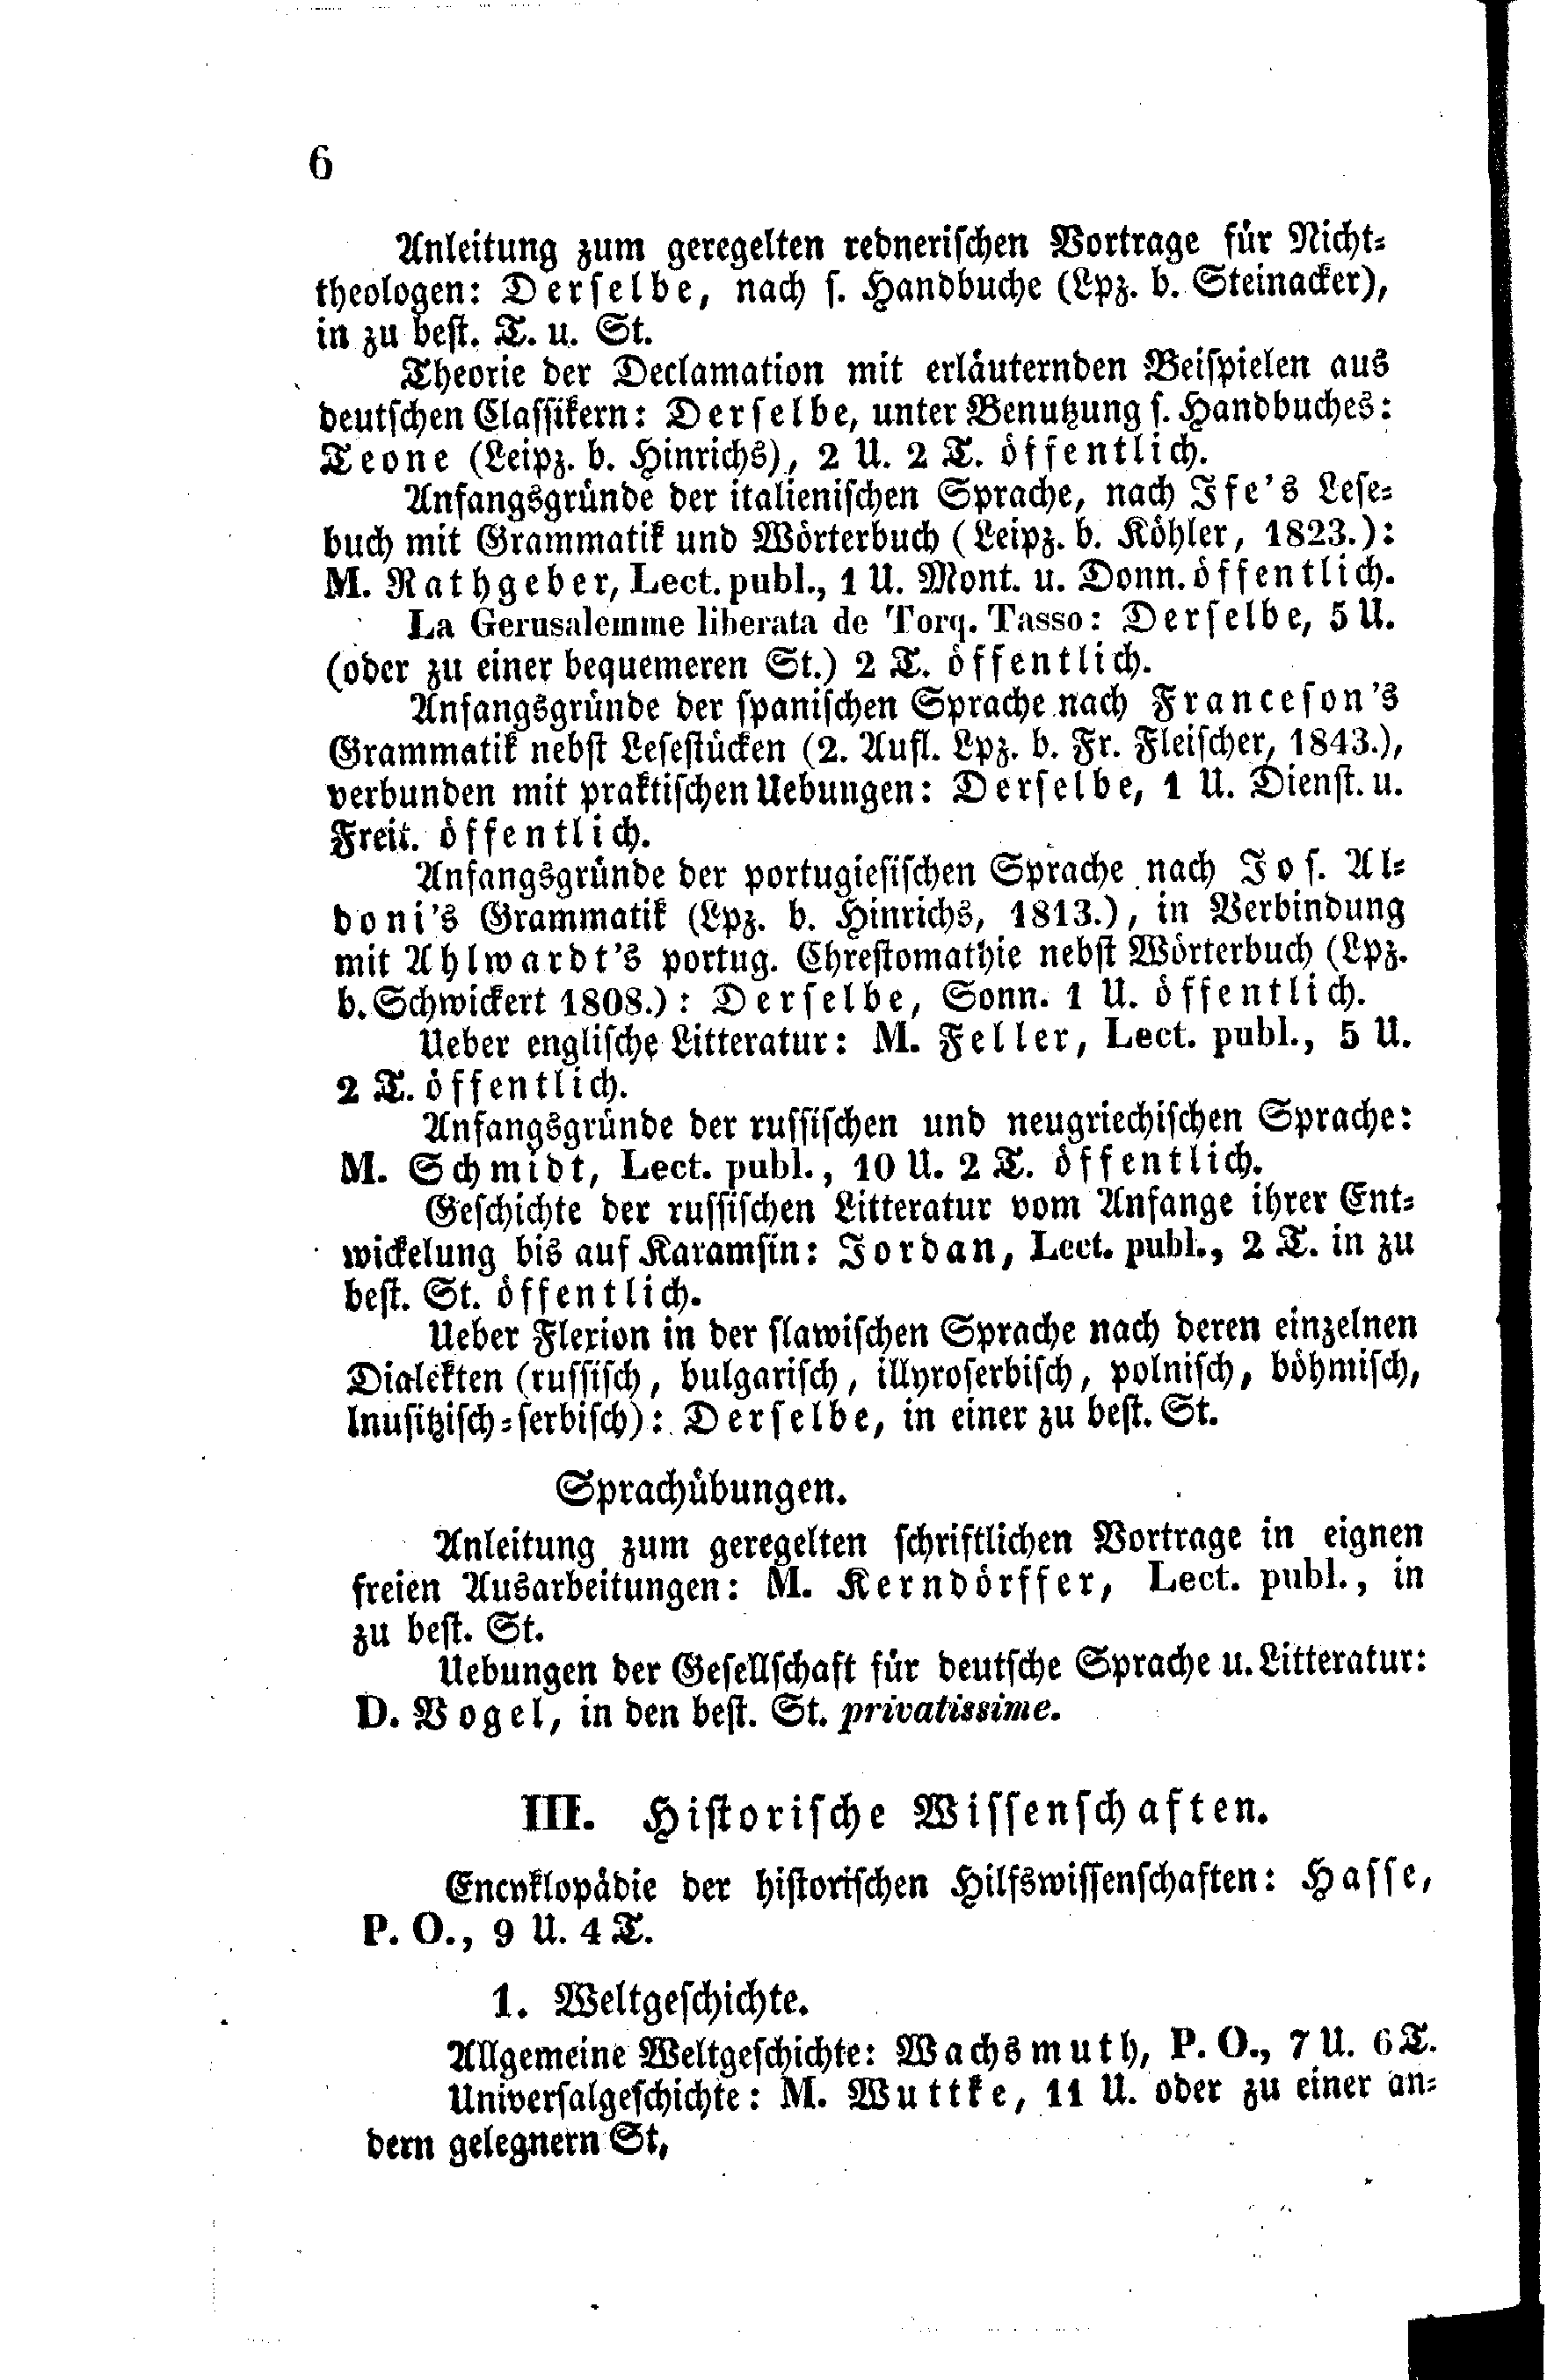 6
Anleitung zum geregelten rednerischen Vortrage für Nicht-
theologen: Derselbe, nach s. Handbuche (Lpz. b. Steinacker),
in zu best. T. u. St.
Theorie der Declamation mit erläuternden Beispielen aus
deutschen Classikern: Derselbe, unter Benutzung s. Handbuches:
Teone (Leipz. b. Hinrichs), 2 U. 2 T. öffentlich.
Anfangsgründe der italienischen Sprache, nach Ife's Lese-
buch mit Grammatik und Wörterbuch (Leipz. b. Köhler, 1823.):
M. Rathgeber, Lect. publ., 1 U. Mont. u. Donn. öffentlich.
La Gerusalemme liberata de Torq. Tasso: Derselbe, 5 U.
(oder zu einer bequemeren St.) 2 T. öffentlich.
Anfangsgründe der spanischen Sprache nach Franceson's
Grammatik nebst Lesestücken (2. Aufl. Lpz. b. Fr. Fleischer, 1843.),
verbunden mit praktischen Uebungen: Derselbe, 1 U. Dienst. u.
Freit. öffentlich.
Anfangsgründe der portugiesischen Sprache nach Jos. Al-
doni's Grammatik (Lpz. b. Hinrichs, 1813.), in Verbindung
mit Ahlwardt's portug. Chrestomathie nebst Wörterbuch (Lpz.
b. Schwickert 1808.): Derselbe, Sonn. 1 U. öffentlich.
Ueber englische Litteratur: M. Feller, Lect. publ., 5 U.
2 T. öffentlich.
Anfangsgründe der russischen und neugriechischen Sprache:
M. Schmidt, Lect. publ., 10 U. 2 T. öffentlich.
Geschichte der russischen Litteratur vom Anfange ihrer Ent-
wickelung bis auf Karamsin: Jordan, Lect. publ., 2 T. in zu
best. St. öffentlich.
Ueber Flexion in der slawischen Sprache nach deren einzelnen
Dialekten (russisch, bulgarisch, illyroserbisch, polnisch, böhmisch,
lnusitzisch-serbisch): Derselbe, in einer zu best. St.
Sprachübungen.
Anleitung zum geregelten schriftlichen Vortrage in eignen
freien Ausarbeitungen: M. Kerndörffer, Lect. publ., in
zu best. St.
Uebungen der Gesellschaft für deutsche Sprache u. Litteratur:
D. Vogel, in den best. St. privatissime.
III. Historische Wissenschaften.
Encyklopädie der historischen Hilfswissenschaften: Hasse,
P. O., 9 U. 4 T.
1. Weltgeschichte.
Allgemeine Weltgeschichte: Wachsmuth, P. O., 7 U. 6 T.
Universalgeschichte: M. Wuttke, 11 U. oder zu einer an-
dern gelegnern St,